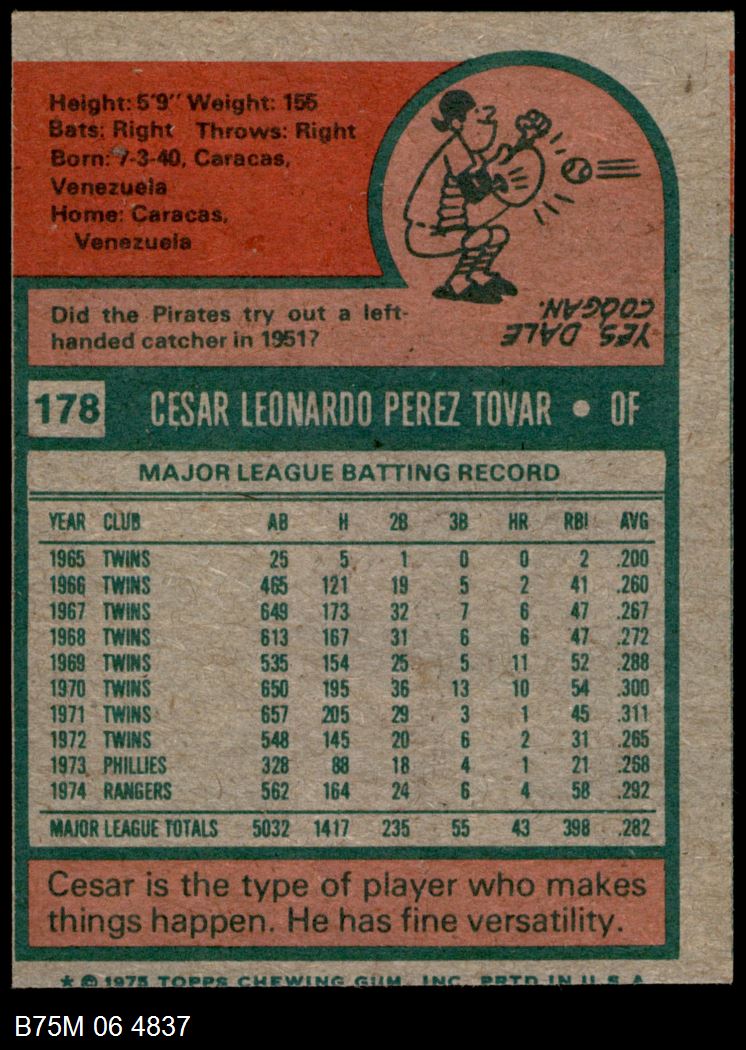 Height: 5'9" Weight: 155
Bats: Right Throws: Right
Born: 7-3-40, Caracas,
Venezuela
Home: Caracas,
Venezuela
Did the Pirates try out a left-
handed catcher in 1951?
YES, DALE
COOGAN.
178 CESAR LEONARDO PEREZ TOVAR • OF
MAJOR LEAGUE BATTING RECORD
YEAR CLUB AB H 2B 3B HR RBI AVG
1965 TWINS 25 5 1 0 0 2 .200
1966 TWINS 465 121 19 5 2 41 .260
1967 TWINS 649 173 32 7 6 47 .267
1968 TWINS 613 167 31 6 6 47 .272
1969 TWINS 535 154 25 5 11 52 .288
1970 TWINS 650 195 36 13 10 54 .300
1971 TWINS 657 205 29 3 1 45 .311
1972 TWINS 548 145 20 6 2 31 .265
1973 PHILLIES 328 88 18 4 1 21 .268
1974 RANGERS 562 164 24 6 4 58 .292
MAJOR LEAGUE TOTALS 5032 1417 235 55 43 398 .282
Cesar is the type of player who makes
things happen. He has fine versatility.
* © 1975 TOPPS CHEWING GUM, INC. PRTD IN U.S.A
B75M 06 4837